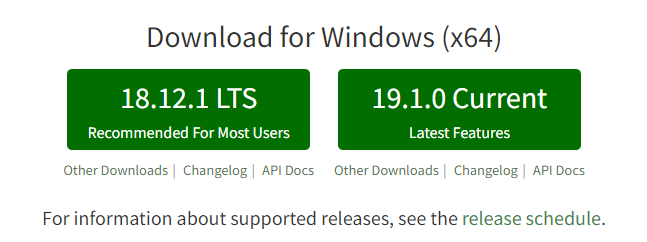 Download for Windows (x64)
18.12.1 LTS
Recommended For Most Users
19.1.0 Current
Latest Features
Other Downloads | Changelog | API Docs
Other Downloads | Changelog | API Docs
For information about supported releases, see the release schedule.